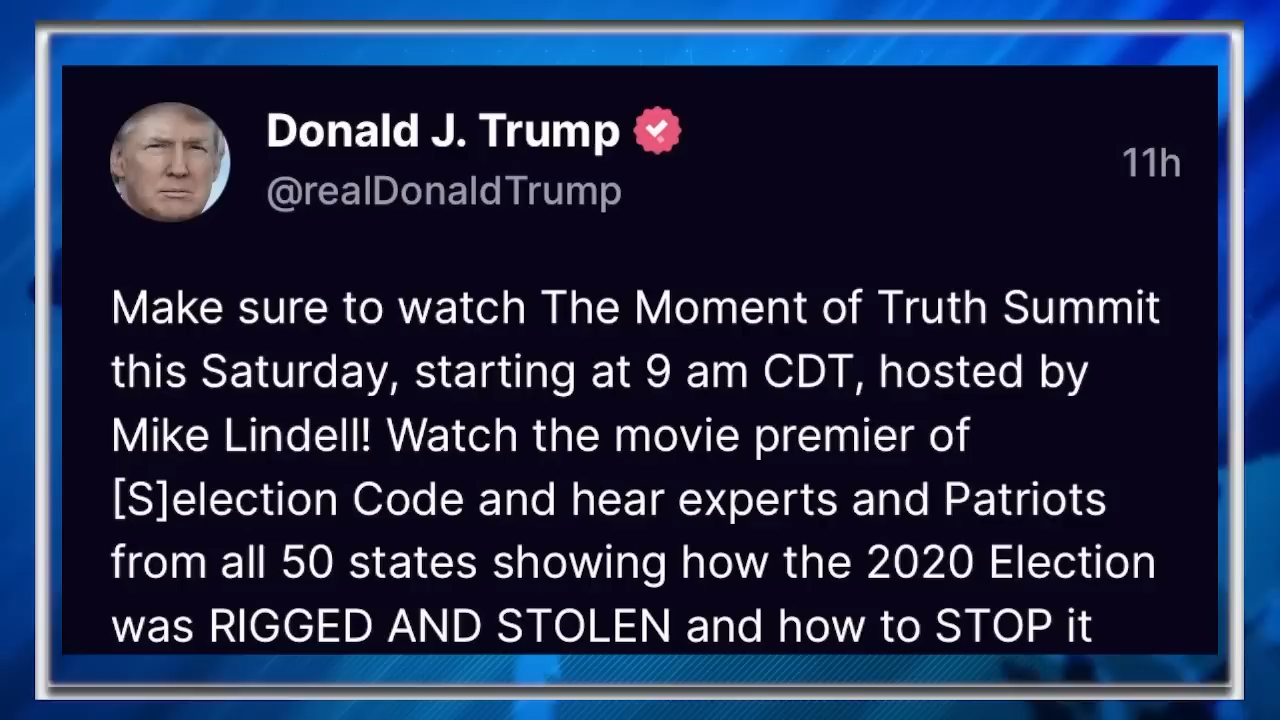 Donald J. Trump
@realDonaldTrump
11h
Make sure to watch The Moment of Truth Summit
this Saturday, starting at 9 am CDT, hosted by
Mike Lindell! Watch the movie premier of
[S]election Code and hear experts and Patriots
from all 50 states showing how the 2020 Election
was RIGGED AND STOLEN and how to STOP it